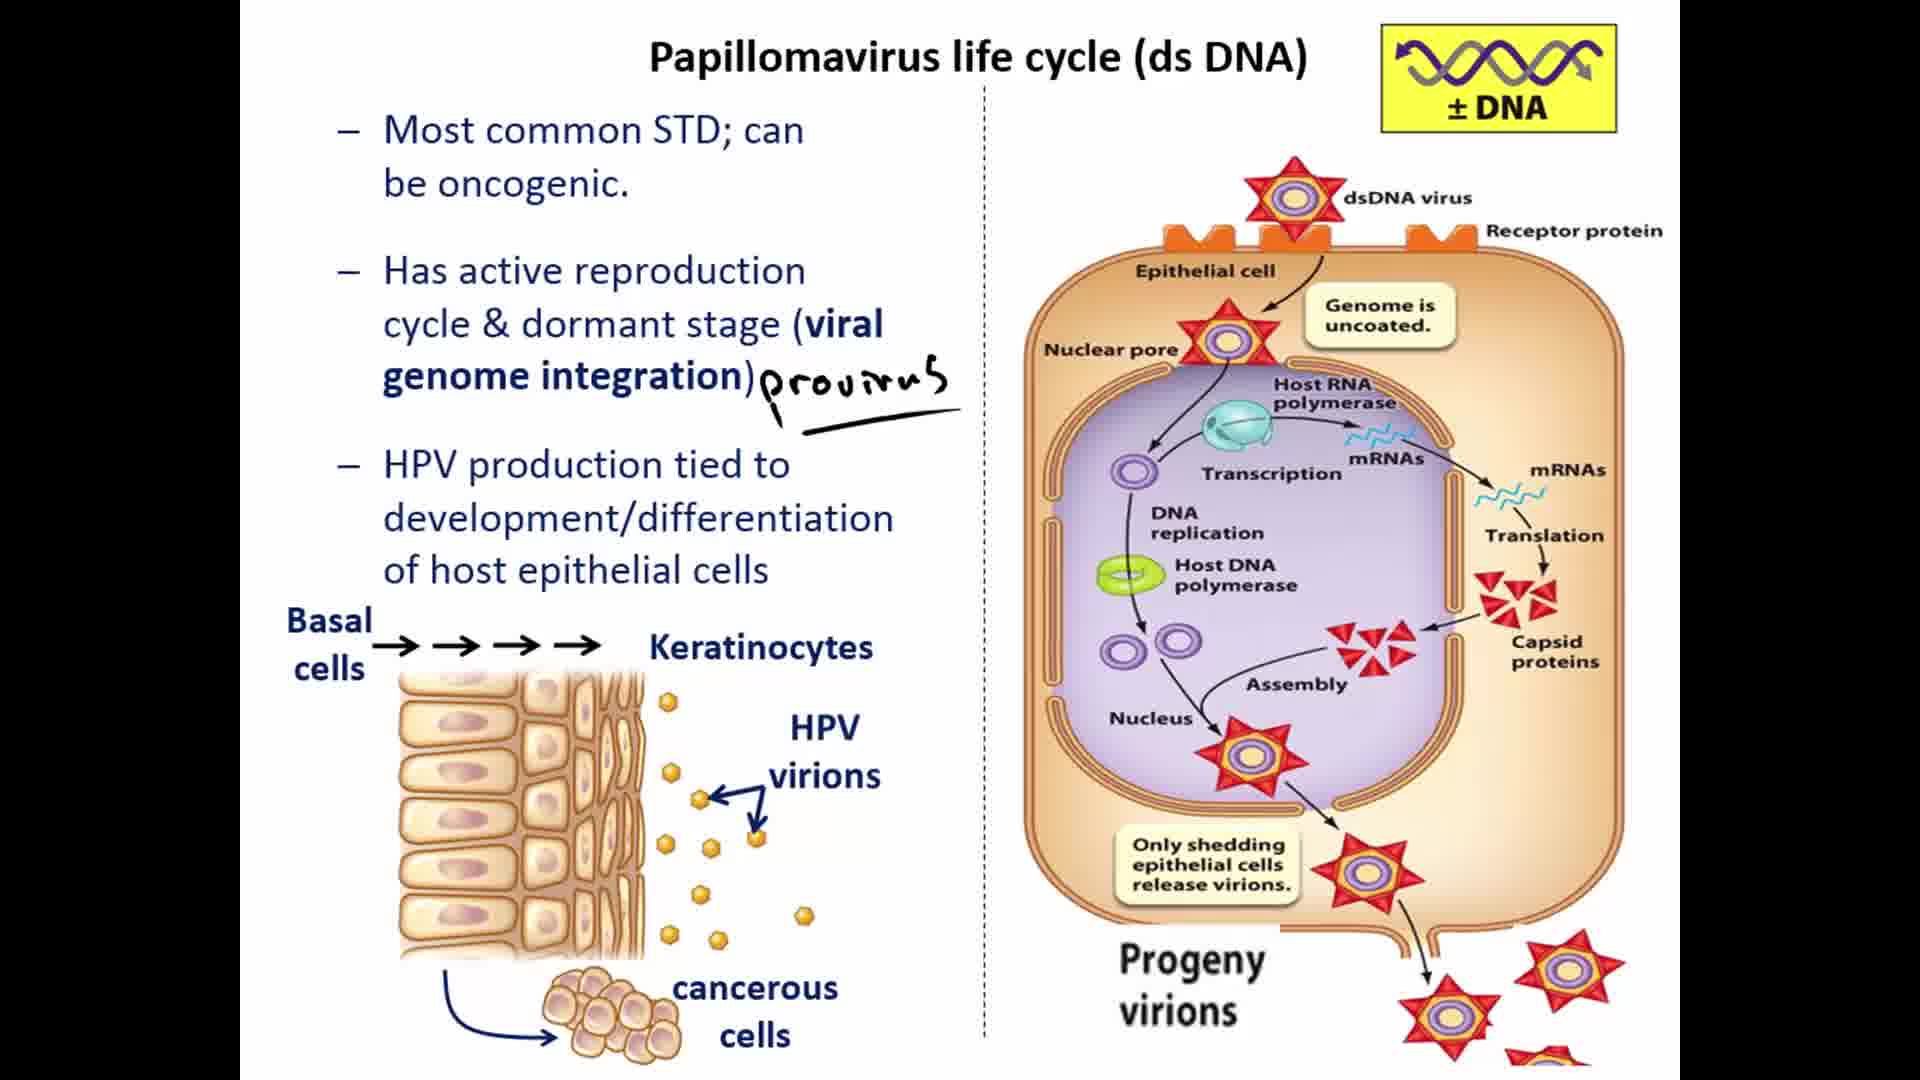 Papillomavirus life cycle (ds DNA)
± DNA
– Most common STD; can
be oncogenic.
– Has active reproduction
cycle & dormant stage (viral
genome integration) provirus
– HPV production tied to
development/differentiation
of host epithelial cells
Basal
cells
Keratinocytes
HPV
virions
cancerous
cells
dsDNA virus
Receptor protein
Epithelial cell
Genome is
uncoated.
Nuclear pore
Host RNA
polymerase
mRNAs
Transcription
mRNAs
Translation
DNA
replication
Host DNA
polymerase
Capsid
proteins
Assembly
Nucleus
Only shedding
epithelial cells
release virions.
Progeny
virions